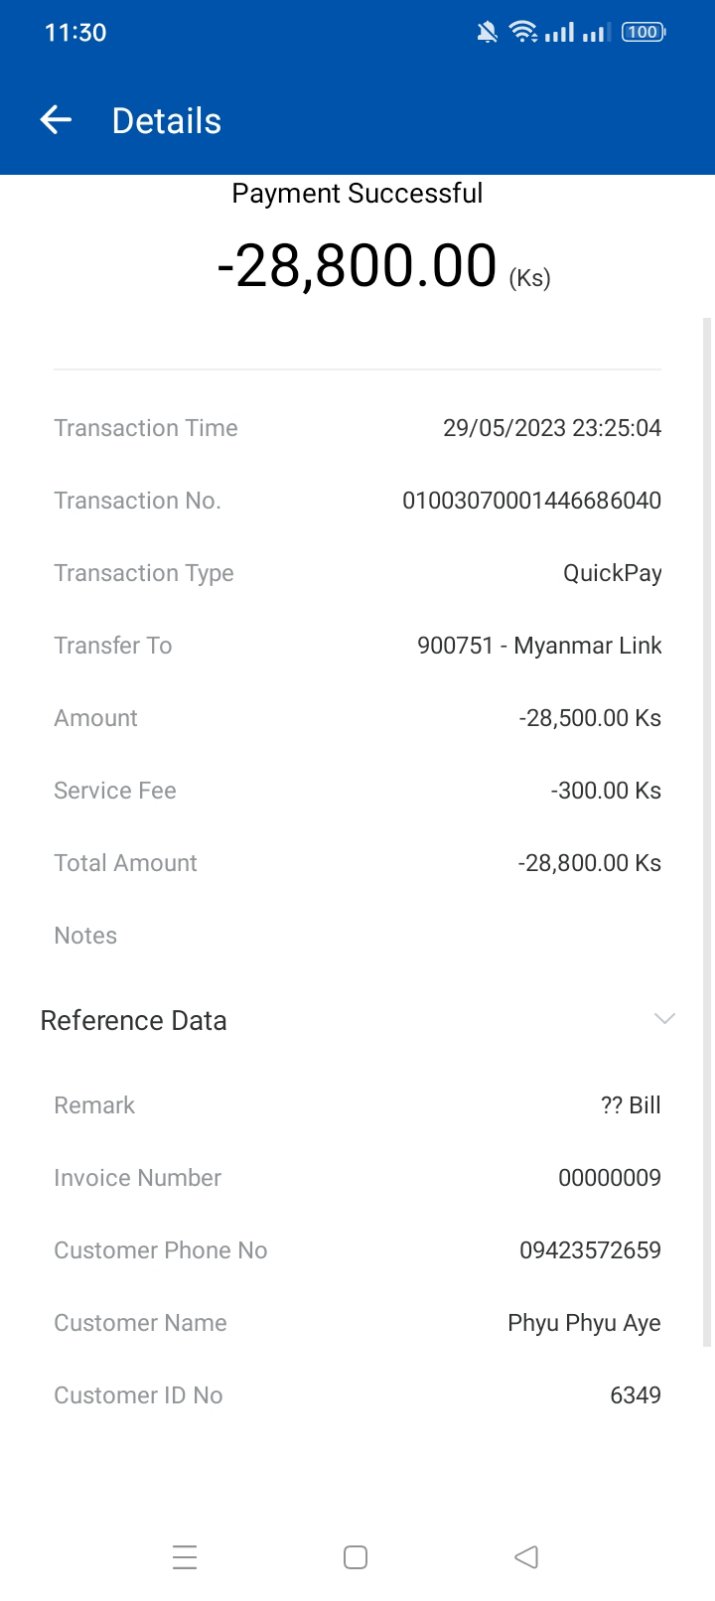 11:30
100
Details
Payment Successful
-28,800.00 (Ks)
Transaction Time 29/05/2023 23:25:04
Transaction No. 01003070001446686040
Transaction Type QuickPay
Transfer To 900751 - Myanmar Link
Amount -28,500.00 Ks
Service Fee -300.00 Ks
Total Amount -28,800.00 Ks
Notes
Reference Data
Remark ?? Bill
Invoice Number 00000009
Customer Phone No 09423572659
Customer Name Phyu Phyu Aye
Customer ID No 6349